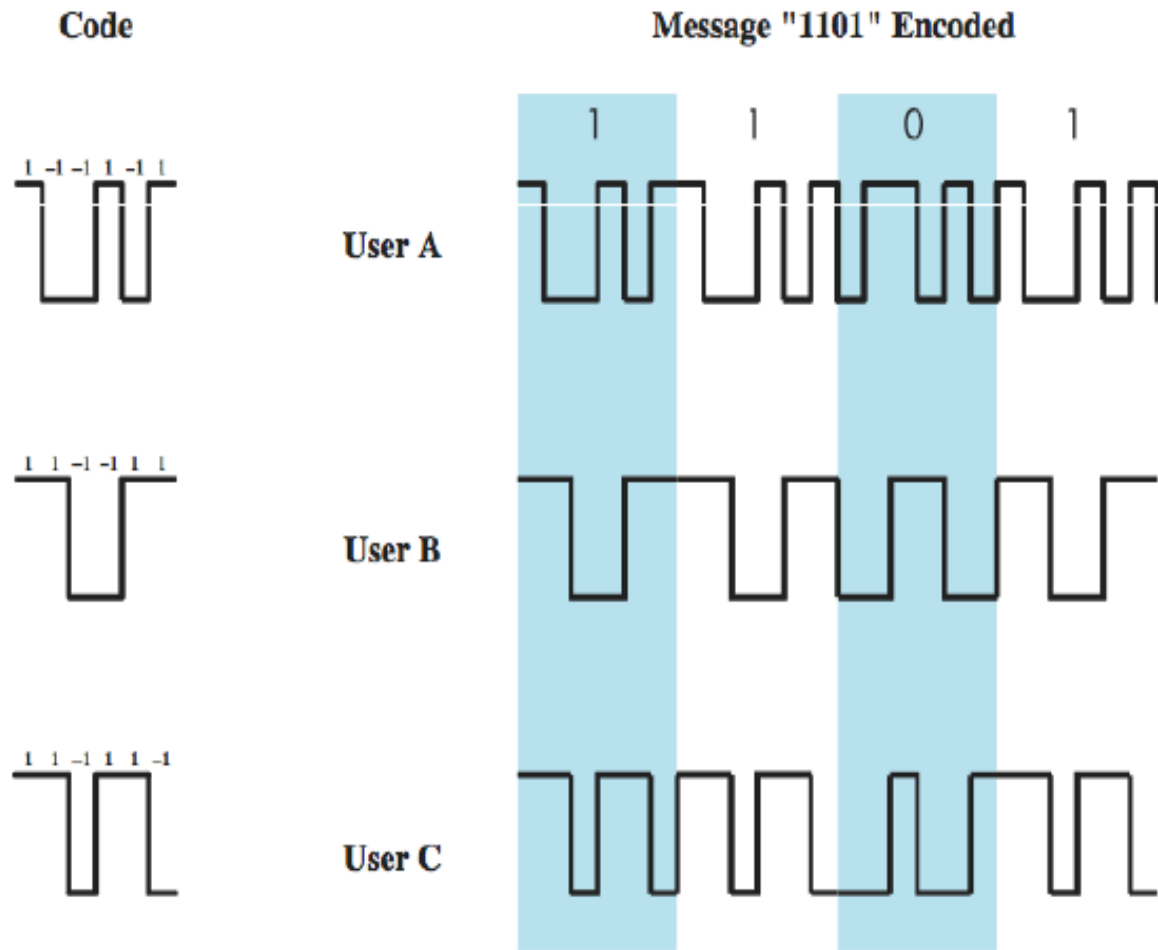 Code Message "1101" Encoded
1 1 0 1
1 -1 -1 1 -1 1
User A
1 1 -1 -1 1 1
User B
1 1 -1 1 1 -1
User C